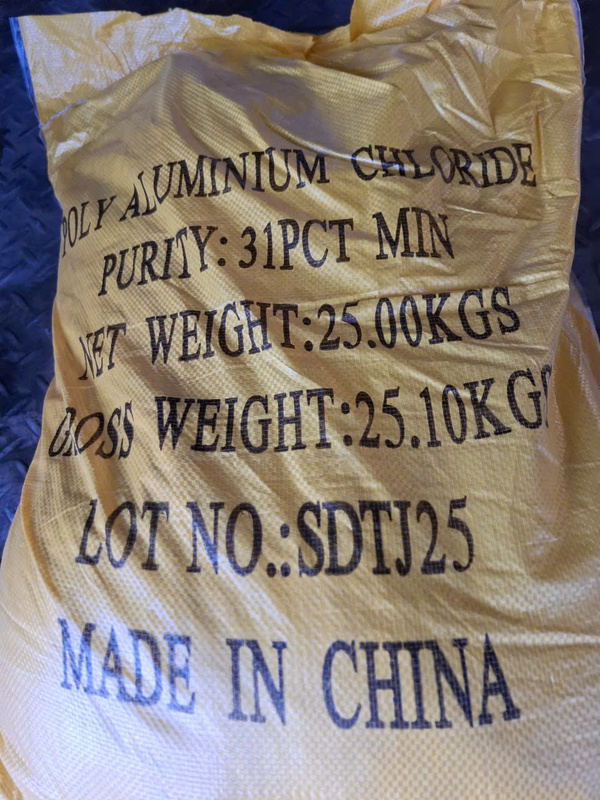 POLY ALUMINIUM CHLORIDE
PURITY: 31PCT MIN
NET WEIGHT:25.00KGS
GROSS WEIGHT:25.10KGS
LOT NO.:SDTJ25
MADE IN CHINA